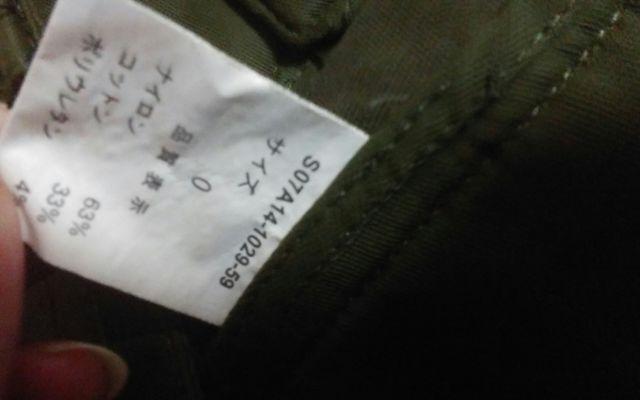 S07A14-1029-59
サイズ
0
品質表示
ナイロン 63%
コットン 33%
ポリウレタン 4%